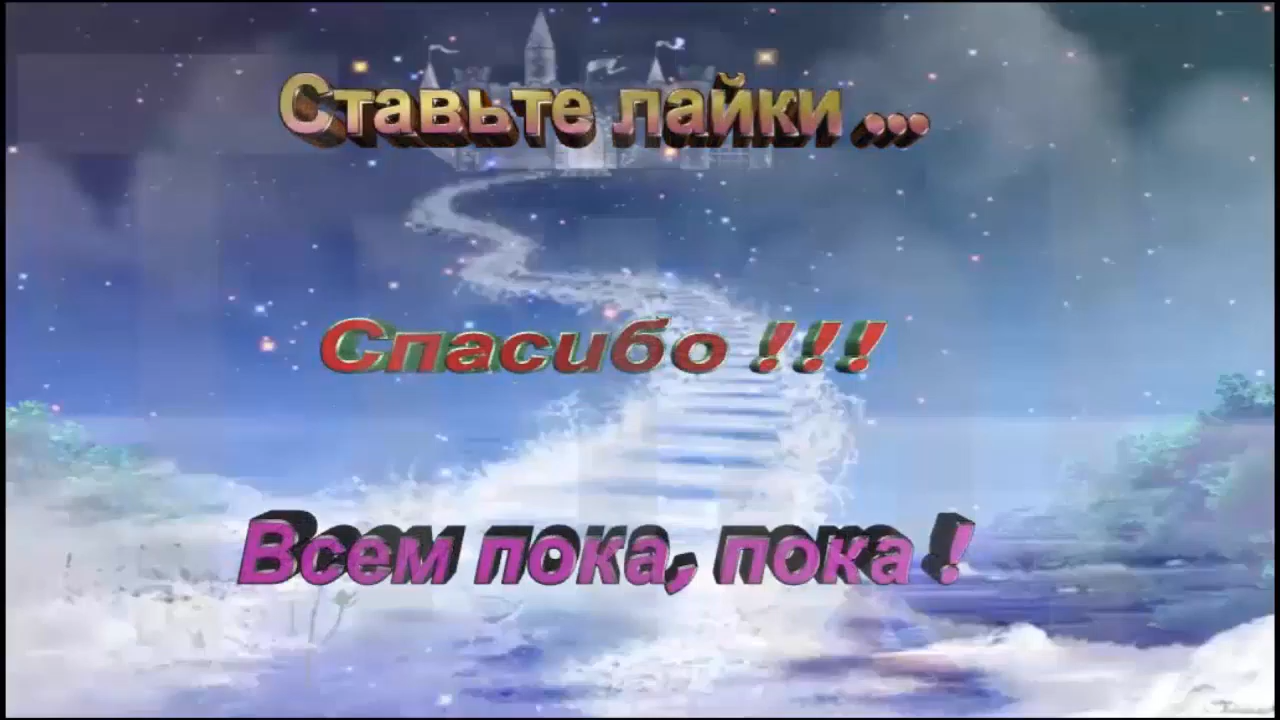 Ставьте лайки ...
Спасибо !!!
Всем пока, пока !